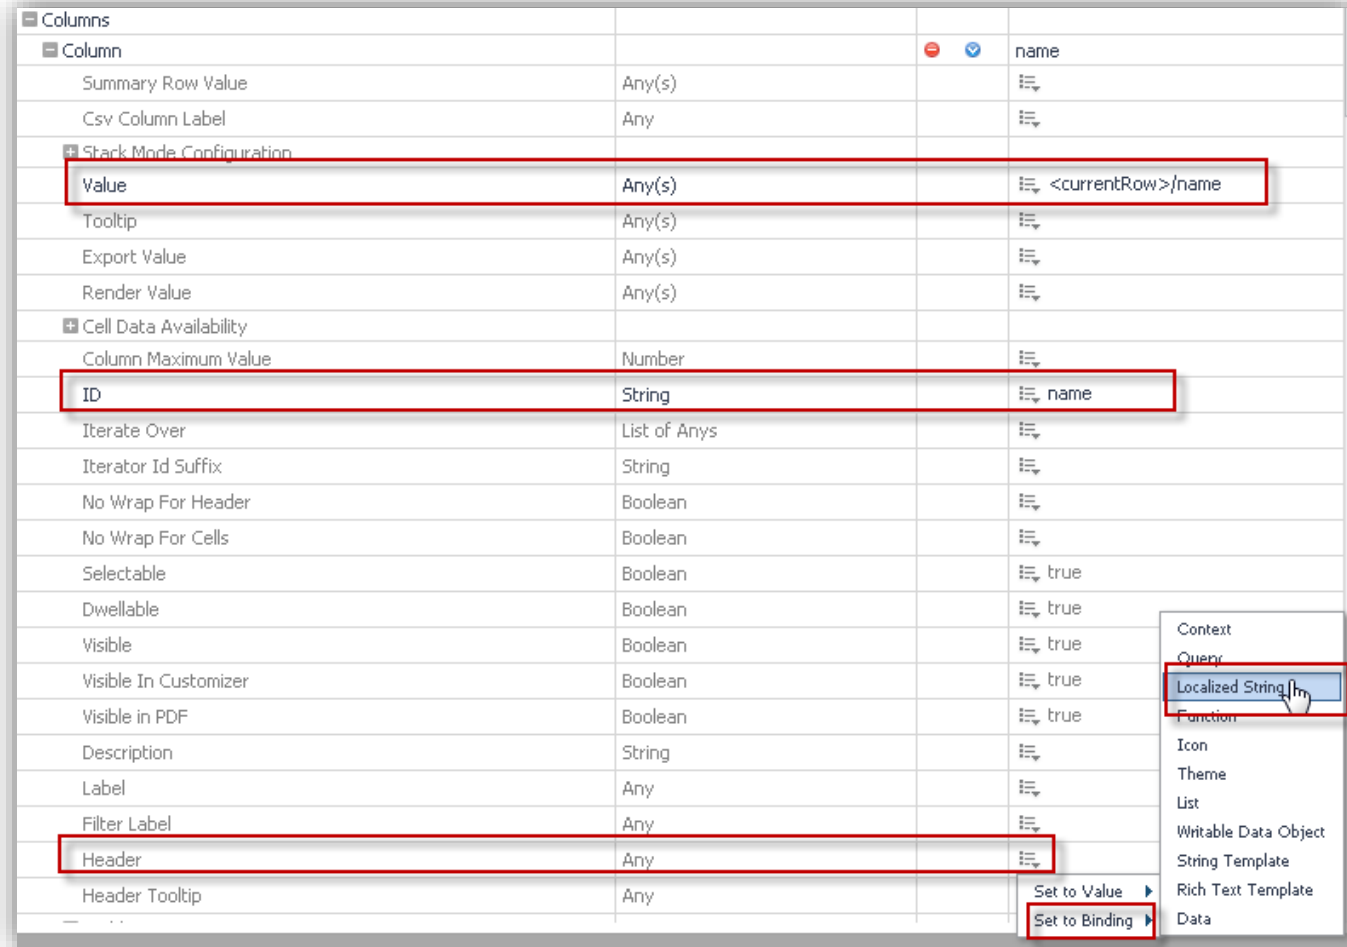 Columns
Column name
Summary Row Value Any(s)
Csv Column Label Any
Stack Mode Configuration
Value Any(s) <currentRow>/name
Tooltip Any(s)
Export Value Any(s)
Render Value Any(s)
Cell Data Availability
Column Maximum Value Number
ID String name
Iterate Over List of Anys
Iterator Id Suffix String
No Wrap For Header Boolean
No Wrap For Cells Boolean
Selectable Boolean true
Dwellable Boolean true
Visible Boolean true
Visible In Customizer Boolean true
Visible in PDF Boolean true
Description String
Label Any
Filter Label Any
Header Any
Header Tooltip Any
Set to Value
Set to Binding
Context
Query
Localized String
Function
Icon
Theme
List
Writable Data Object
String Template
Rich Text Template
Data